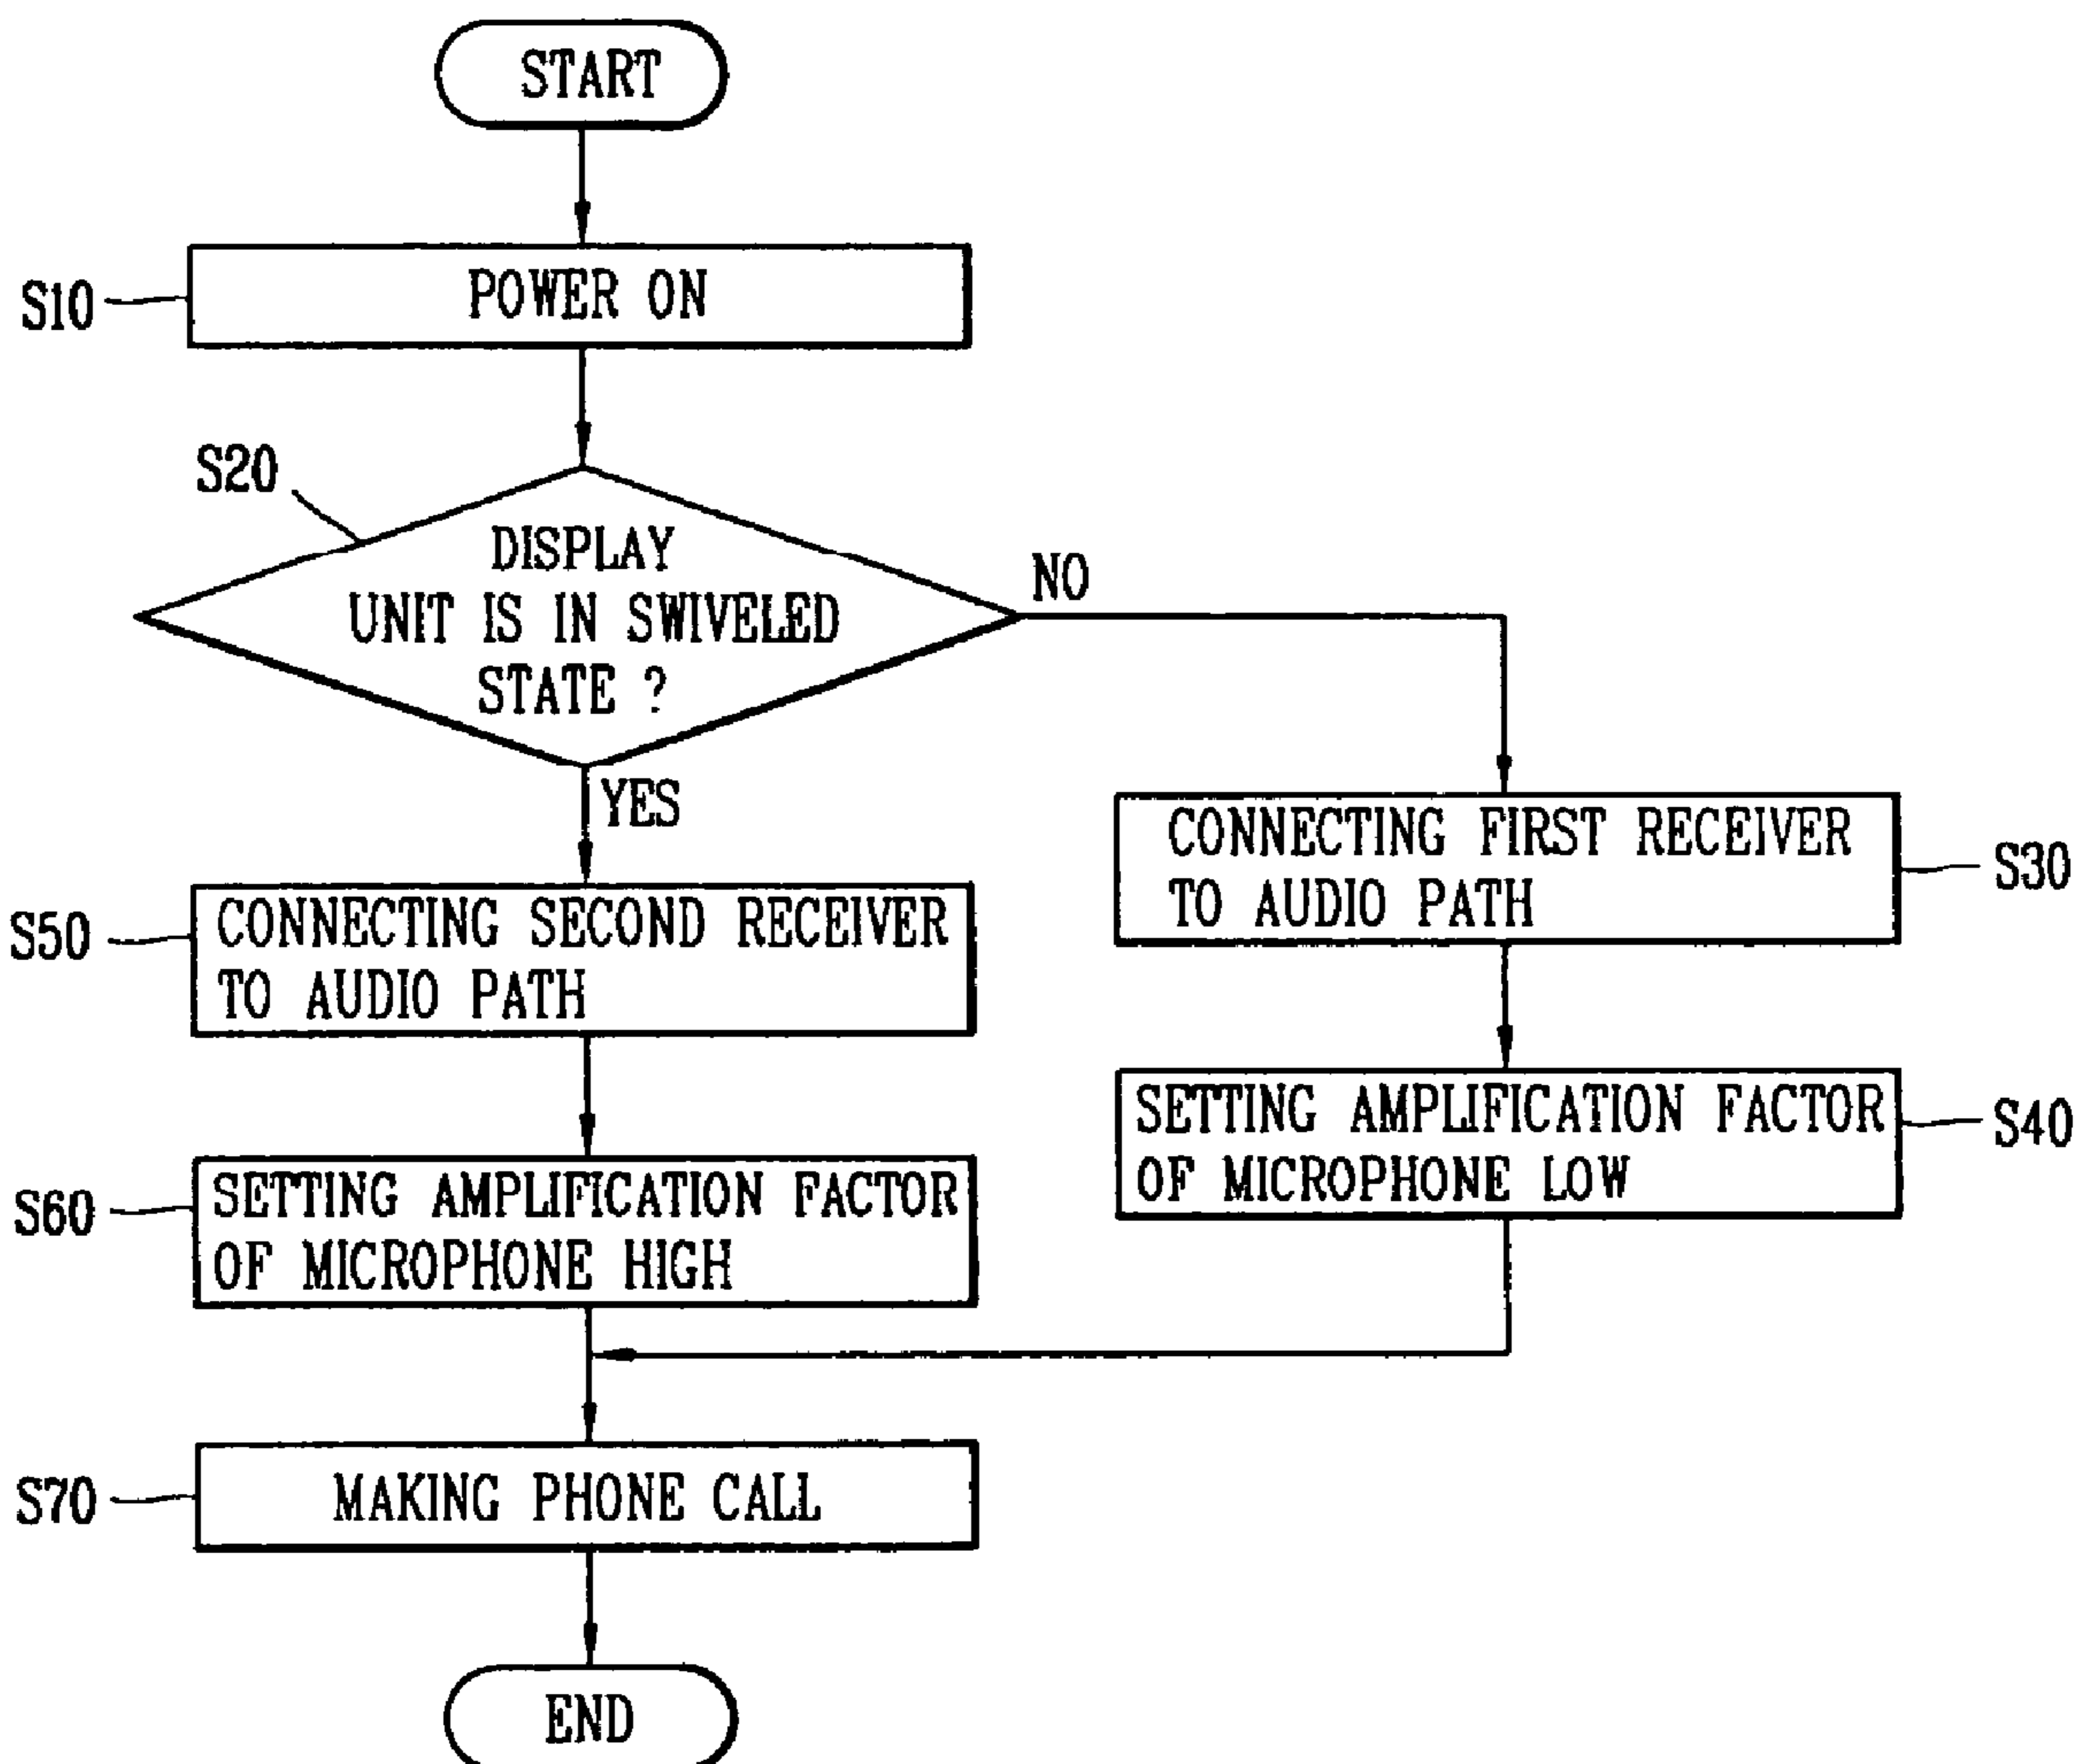 START
S10
POWER ON
S20
DISPLAY
UNIT IS IN SWIVELED
STATE ?
NO
YES
CONNECTING FIRST RECEIVER
TO AUDIO PATH
S30
S50
CONNECTING SECOND RECEIVER
TO AUDIO PATH
SETTING AMPLIFICATION FACTOR
OF MICROPHONE LOW
S40
S60
SETTING AMPLIFICATION FACTOR
OF MICROPHONE HIGH
S70
MAKING PHONE CALL
END